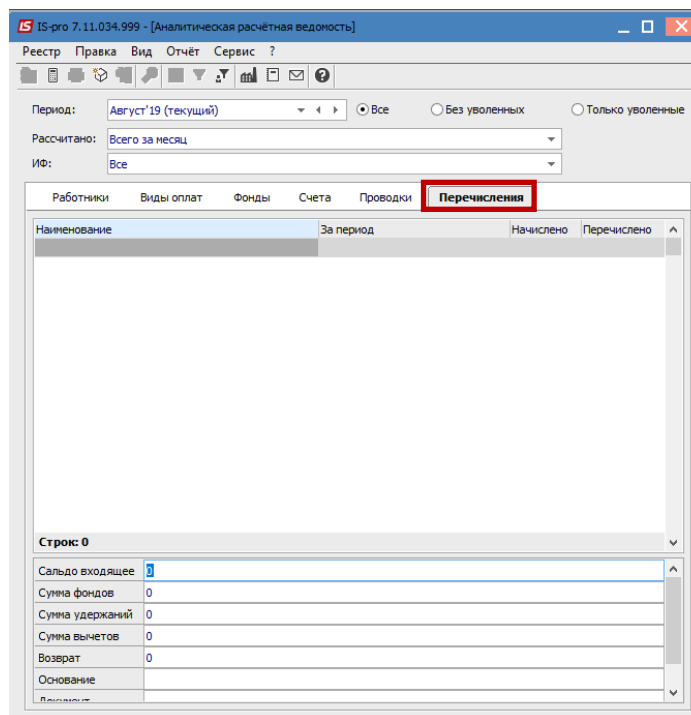 IS-pro 7.11.034.999 - [Аналитическая расчётная ведомость]
Реестр Правка Вид Отчёт Сервис ?
Период: Август'19 (текущий) Все Без уволенных Только уволенные
Рассчитано: Всего за месяц
ИФ: Все
Работники Виды оплат Фонды Счета Проводки Перечисления
Наименование За период Начислено Перечислено
Строк: 0
Сальдо входящее 0
Сумма фондов 0
Сумма удержаний 0
Сумма вычетов 0
Возврат 0
Основание
Документ